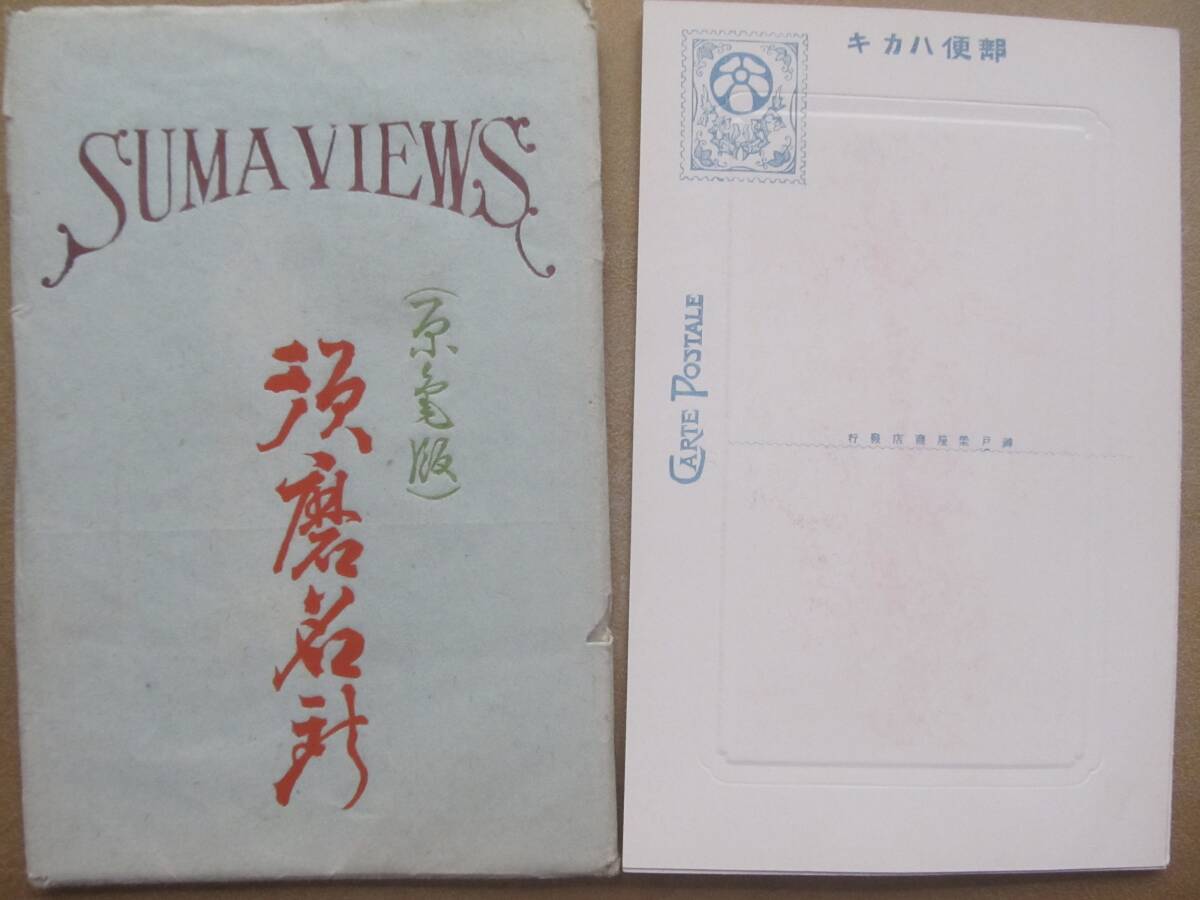 SUMA VIEWS.
(原色版)
須磨名所
郵便ハカキ
CARTE POSTALE
神戸榮屋商店發行